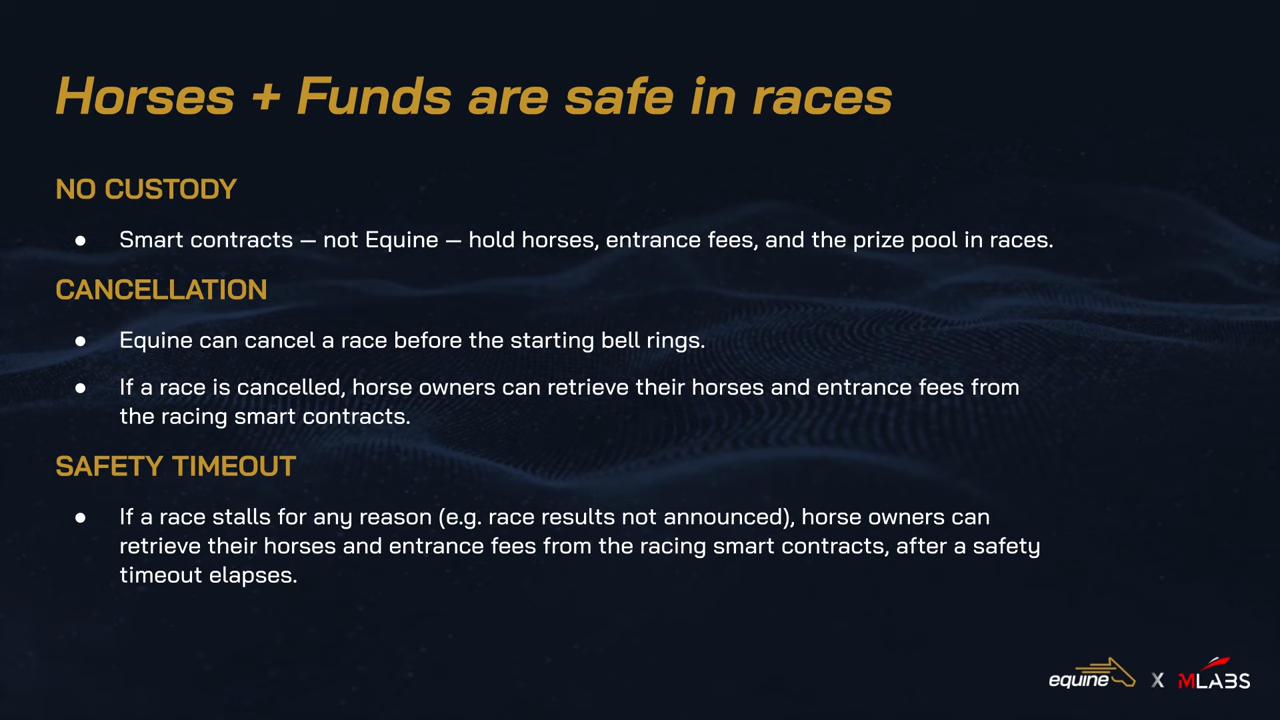 Horses + Funds are safe in races
NO CUSTODY
● Smart contracts — not Equine — hold horses, entrance fees, and the prize pool in races.
CANCELLATION
● Equine can cancel a race before the starting bell rings.
● If a race is cancelled, horse owners can retrieve their horses and entrance fees from
the racing smart contracts.
SAFETY TIMEOUT
● If a race stalls for any reason (e.g. race results not announced), horse owners can
retrieve their horses and entrance fees from the racing smart contracts, after a safety
timeout elapses.
equine X MLABS